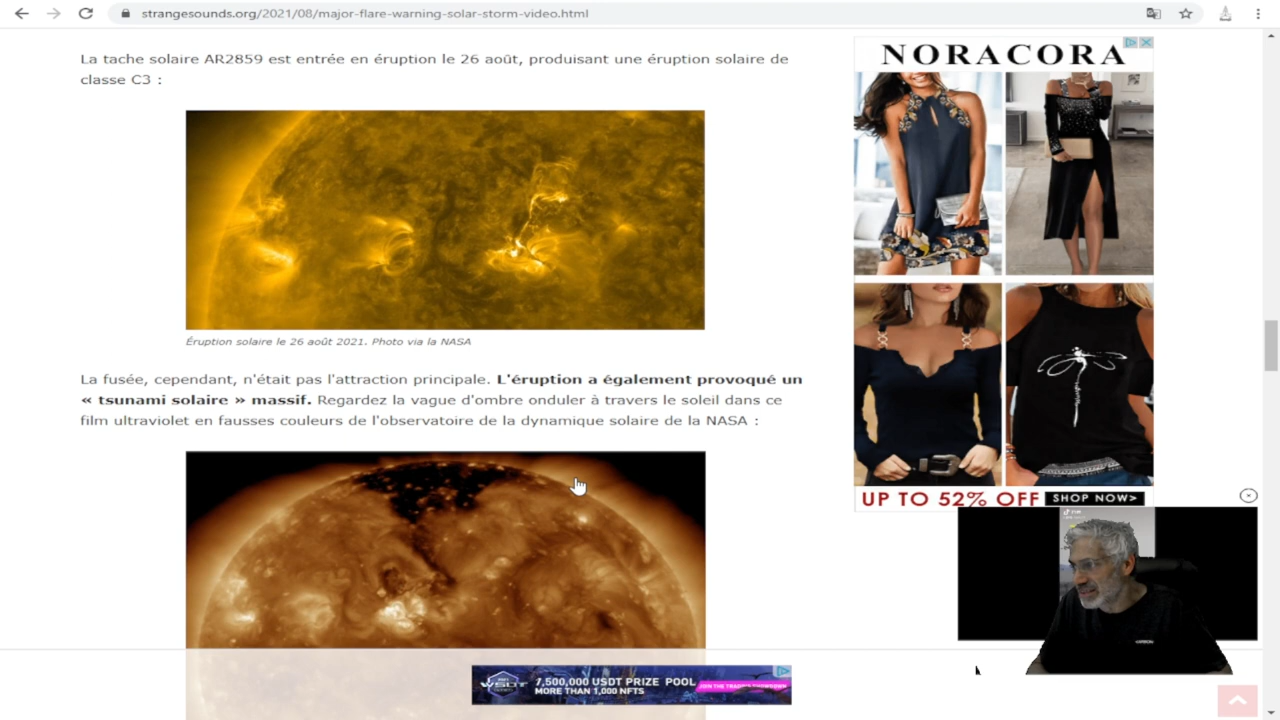 strangesounds.org/2021/08/major-flare-warning-solar-storm-video.html
La tache solaire AR2859 est entrée en éruption le 26 août, produisant une éruption solaire de
classe C3 :
Éruption solaire le 26 août 2021. Photo via la NASA
La fusée, cependant, n'était pas l'attraction principale. L'éruption a également provoqué un
« tsunami solaire » massif. Regardez la vague d'ombre onduler à travers le soleil dans ce
film ultraviolet en fausses couleurs de l'observatoire de la dynamique solaire de la NASA :
NORACORA
UP TO 52% OFF SHOP NOW>
7,500,000 USDT PRIZE POOL
MORE THAN 1,000 NFTS
WSOT